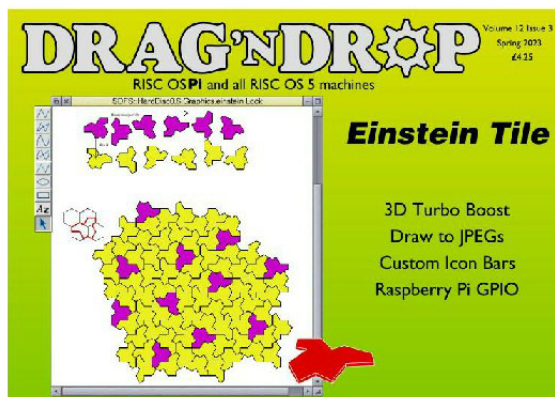 DRAG'NDROP
Volume 12 Issue 3
Spring 2023
£4.25
RISC OSPI and all RISC OS 5 machines
SDFS::HardDisc0.$.Graphics.einstein.Lock
Einstein Tile
Az
3D Turbo Boost
Draw to JPEGs
Custom Icon Bars
Raspberry Pi GPIO